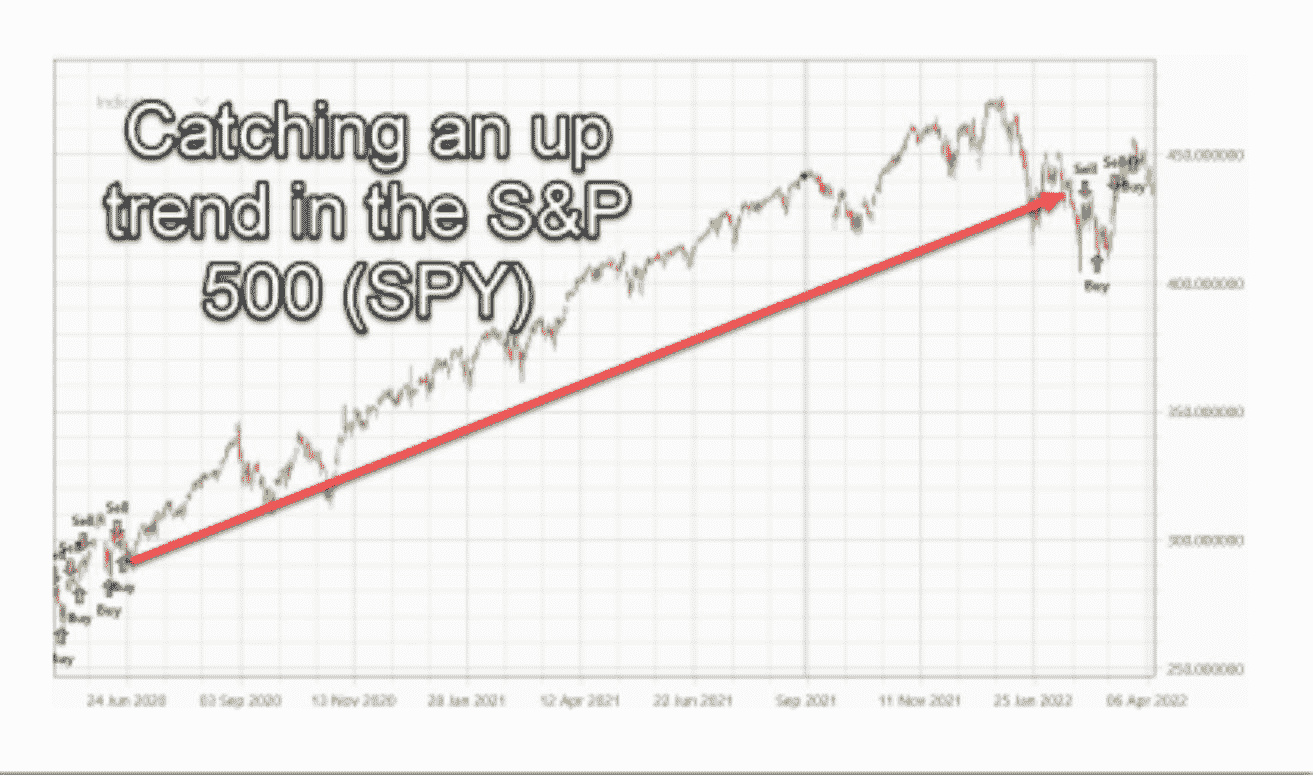 Catching an up
trend in the S&P
500 (SPY)
450.000000
Sell
Buy
400.000000
Buy
350.000000
Sell
Sell
300.000000
Buy
Buy
Buy
250.000000
24 Jun 2020
03 Sep 2020
13 Nov 2020
28 Jan 2021
12 Apr 2021
22 Jun 2021
Sep 2021
11 Nov 2021
25 Jan 2022
06 Apr 2022